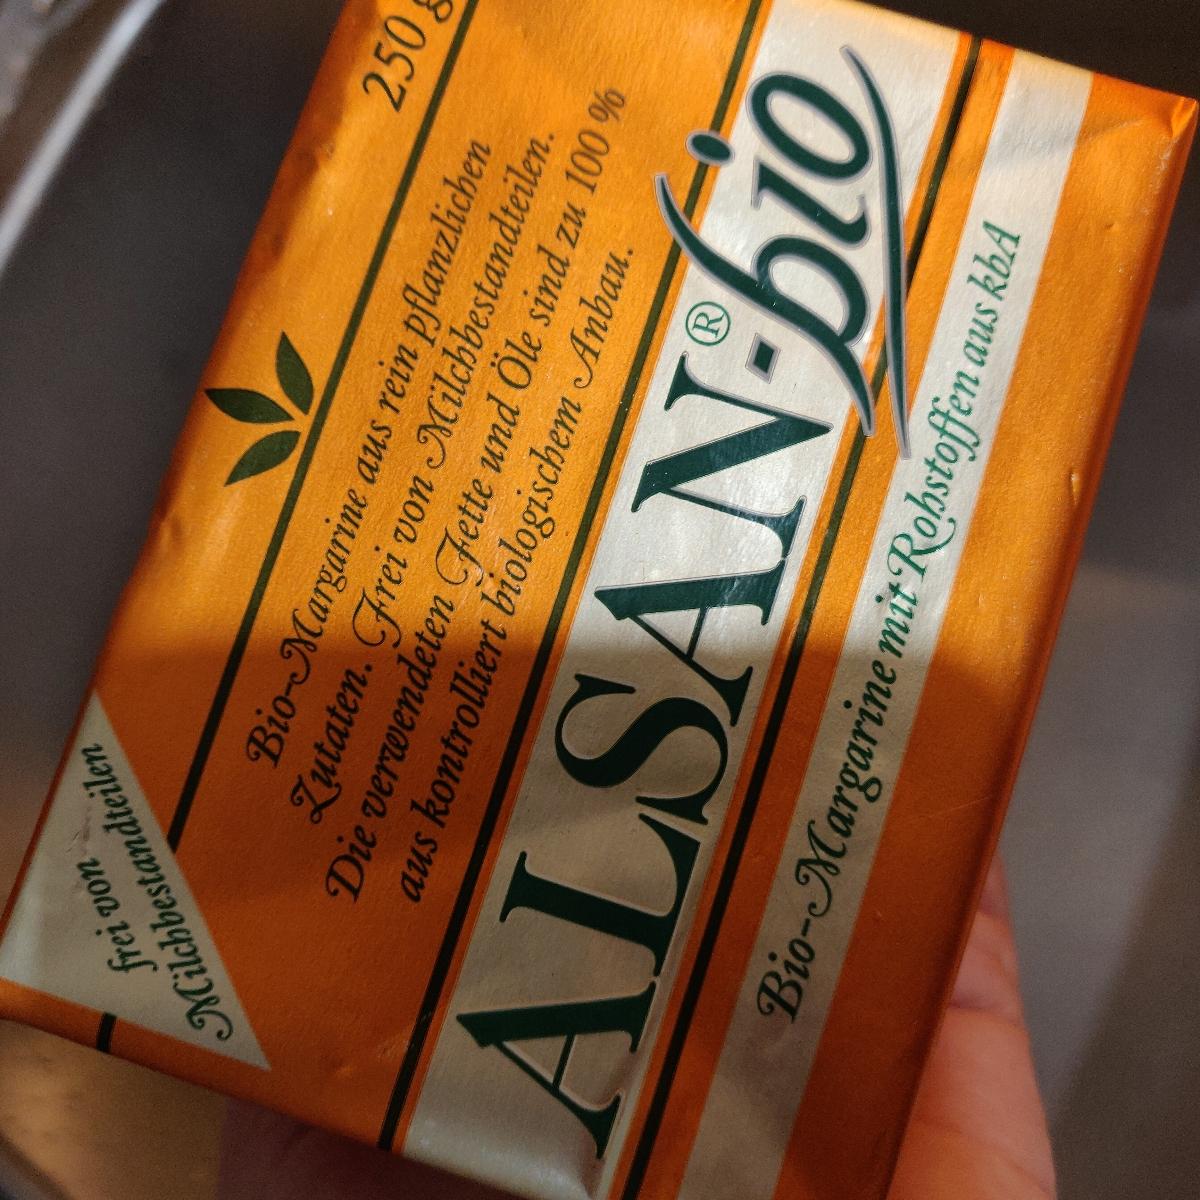 250 g
Bio-Margarine aus rein pflanzlichen
Zutaten. Frei von Milchbestandteilen.
Die verwendeten Fette und Öle sind zu 100 %
aus kontrolliert biologischem Anbau.
frei von
Milchbestandteilen
ALSAN®-bio
Bio-Margarine mit Rohstoffen aus kbA